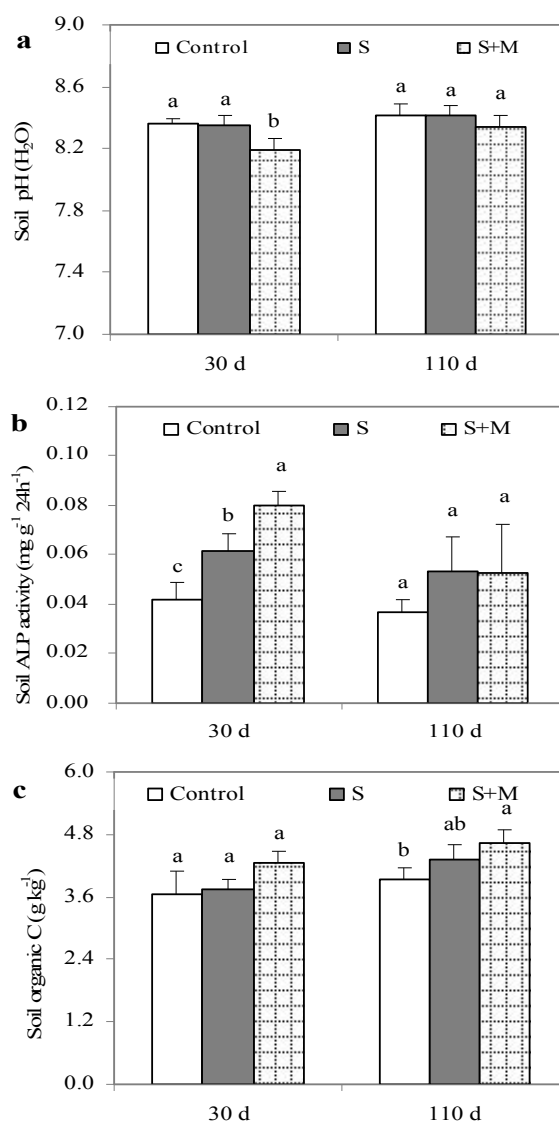 a
8.0
8.6
8.2
7.8
7.4
7.0
Soil pH (H₂O)
Control S S+M
a a b a a a
30 d 110 d
b
0.12
0.10
0.08
0.06
0.04
0.02
0.00
Soil ALP activity (mg g⁻¹ 24h⁻¹)
Control S S+M
c b a a a a
30 d 110 d
c
6.0
4.8
3.6
2.4
1.2
0.0
Soil organic C (g kg⁻¹)
Control S S+M
a a a b ab a
30 d 110 d